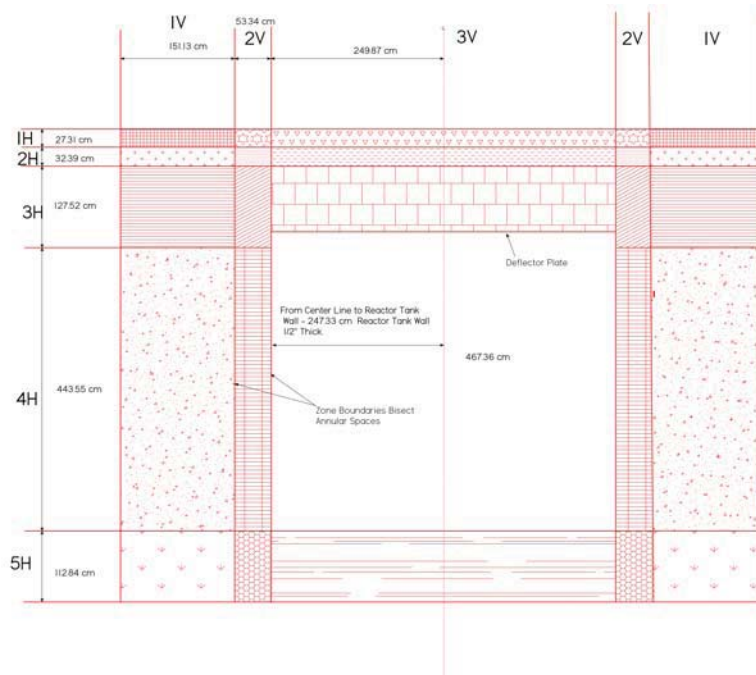 53.34 cm
1V
2V
3V
2V
1V
151.13 cm
249.87 cm
1H
27.31 cm
2H
32.39 cm
3H
127.52 cm
Deflector Plate
From Center Line to Reactor Tank
Wall - 247.33 cm Reactor Tank Wall
1/2" Thick
467.36 cm
4H
443.55 cm
Zone Boundaries Bisect
Annular Spaces
5H
112.84 cm